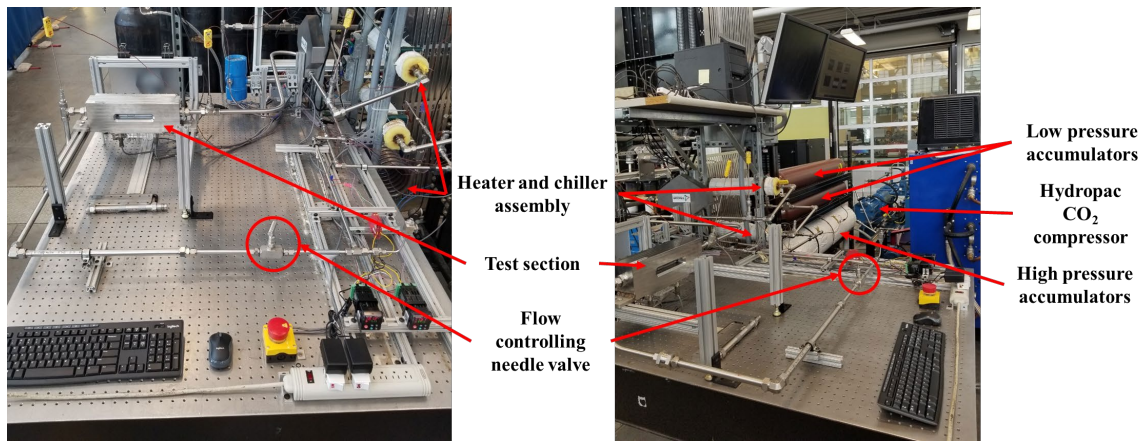 Heater and chiller
assembly
Test section
Flow
controlling
needle valve
Low pressure
accumulators
Hydropac
CO₂
compressor
High pressure
accumulators
logitech